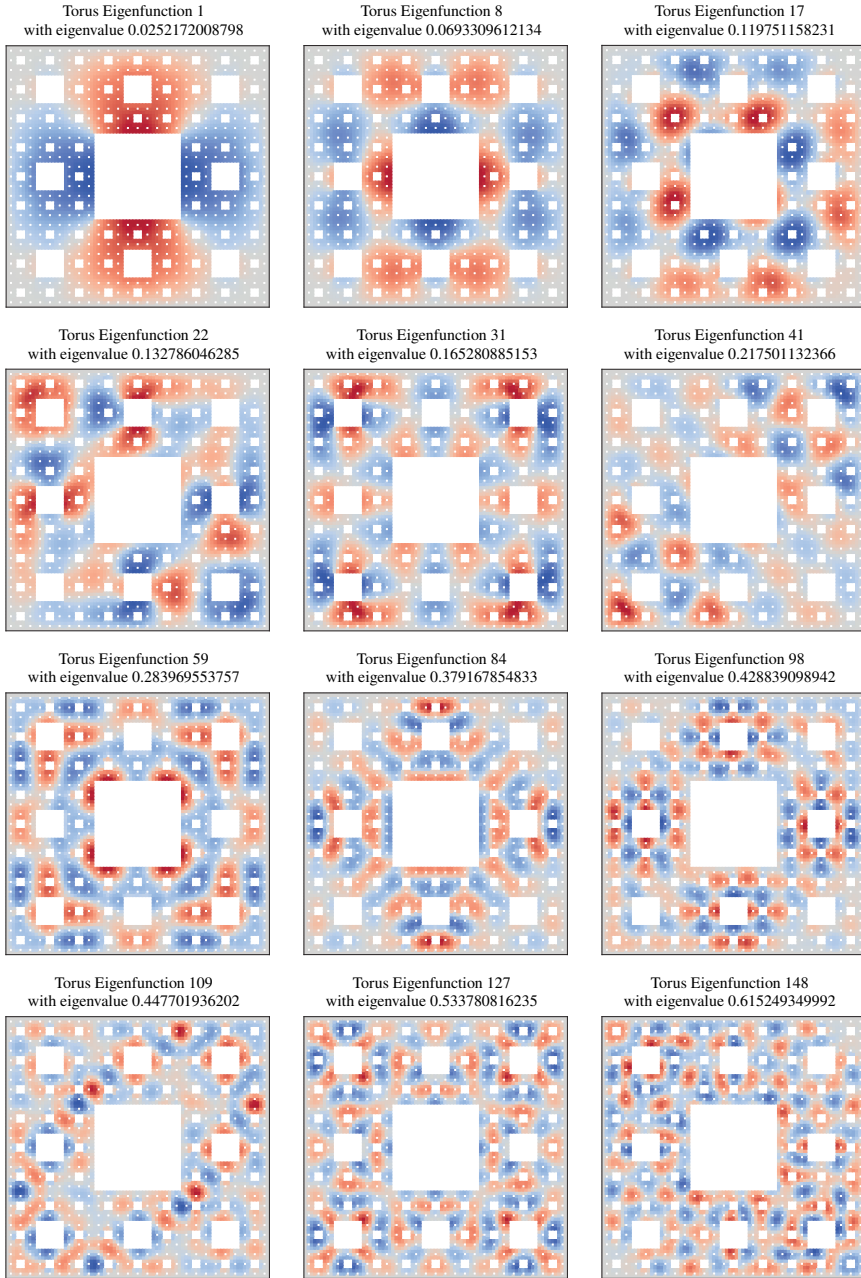 Torus Eigenfunction 1
with eigenvalue 0.0252172008798
Torus Eigenfunction 8
with eigenvalue 0.0693309612134
Torus Eigenfunction 17
with eigenvalue 0.119751158231
Torus Eigenfunction 22
with eigenvalue 0.132786046285
Torus Eigenfunction 31
with eigenvalue 0.165280885153
Torus Eigenfunction 41
with eigenvalue 0.217501132366
Torus Eigenfunction 59
with eigenvalue 0.283969553757
Torus Eigenfunction 84
with eigenvalue 0.379167854833
Torus Eigenfunction 98
with eigenvalue 0.428839098942
Torus Eigenfunction 109
with eigenvalue 0.447701936202
Torus Eigenfunction 127
with eigenvalue 0.533780816235
Torus Eigenfunction 148
with eigenvalue 0.615249349992